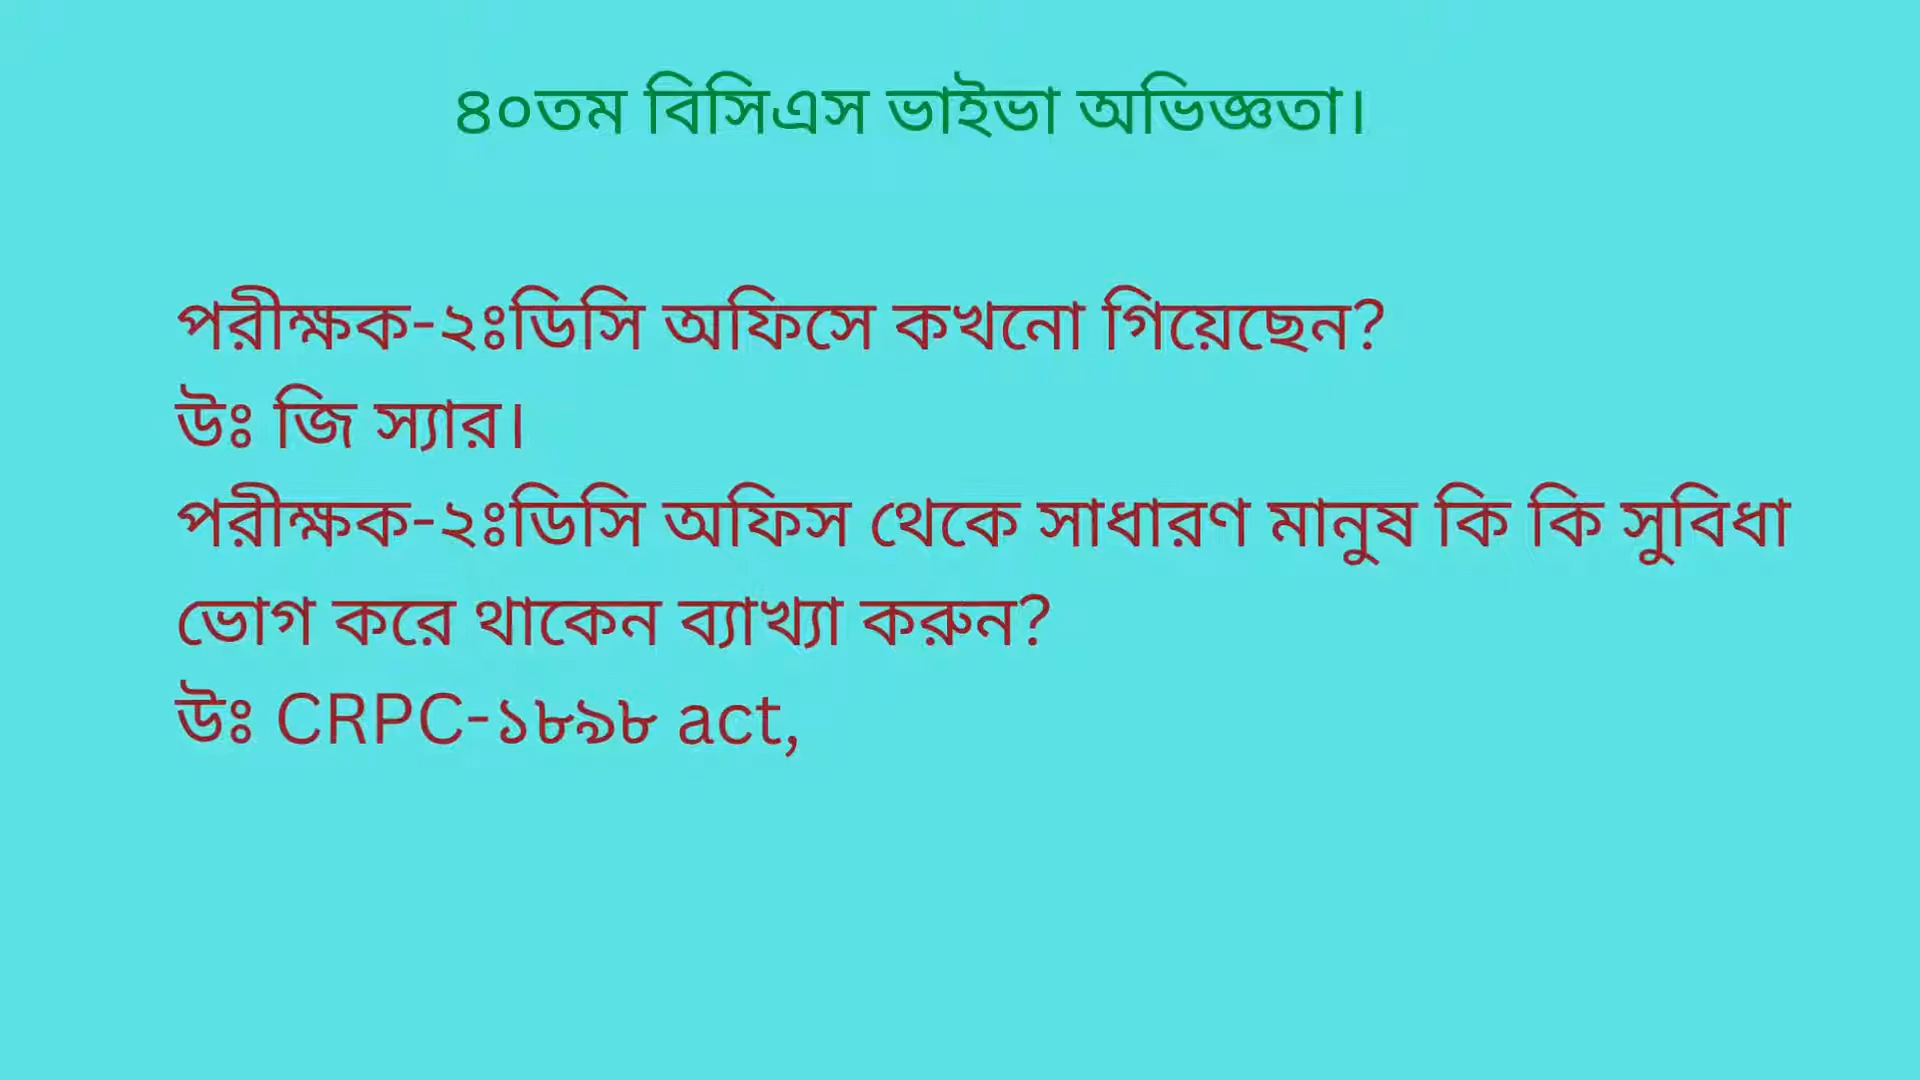 ৪০তম বিসিএস ভাইভা অভিজ্ঞতা।
পরীক্ষক-২ঃডিসি অফিসে কখনো গিয়েছেন?
উঃ জি স্যার।
পরীক্ষক-২ঃডিসি অফিস থেকে সাধারণ মানুষ কি কি সুবিধা
ভোগ করে থাকেন ব্যাখ্যা করুন?
উঃ CRPC-১৮৯৮ act,